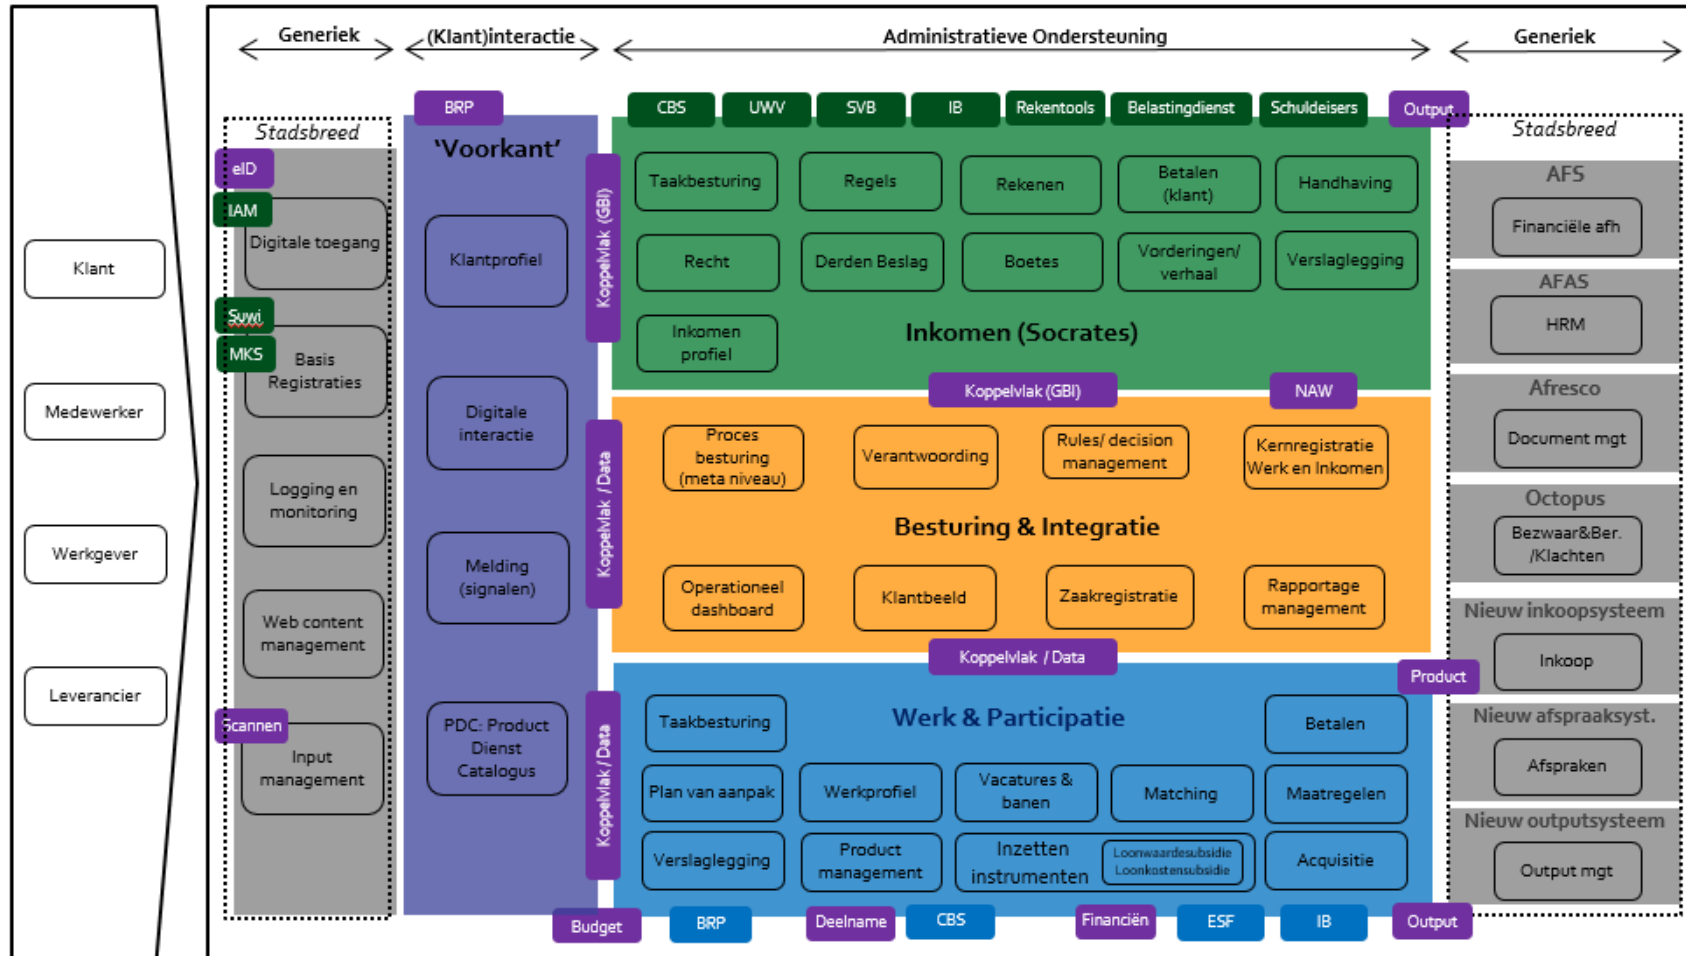 Generiek
(Klant)interactie
Administratieve Ondersteuning
Generiek
Klant
Medewerker
Werkgever
Leverancier
Stadsbreed
eID
IAM
Digitale toegang
Suwi
MKS
Basis
Registraties
Logging en
monitoring
Web content
management
Scannen
Input
management
BRP
‘Voorkant’
Klantprofiel
Digitale
interactie
Melding
(signalen)
PDC: Product
Dienst
Catalogus
Koppelvlak (GBI)
Koppelvlak / Data
Koppelvlak / Data
CBS
UWV
SVB
IB
Rekentools
Belastingdienst
Schuldeisers
Output
Taakbesturing
Regels
Rekenen
Betalen
(klant)
Handhaving
Recht
Derden Beslag
Boetes
Vorderingen/
verhaal
Verslaglegging
Inkomen
profiel
Inkomen (Socrates)
Koppelvlak (GBI)
NAW
Proces
besturing
(meta niveau)
Verantwoording
Rules/ decision
management
Kernregistratie
Werk en Inkomen
Besturing & Integratie
Operationeel
dashboard
Klantbeeld
Zaakregistratie
Rapportage
management
Koppelvlak / Data
Product
Taakbesturing
Werk & Participatie
Betalen
Plan van aanpak
Werkprofiel
Vacatures &
banen
Matching
Maatregelen
Verslaglegging
Product
management
Inzetten
instrumenten
Loonwaardesubsidie
Loonkostensubsidie
Acquisitie
Budget
BRP
Deelname
CBS
Financiën
ESF
IB
Output
Stadsbreed
AFS
Financiële afh
AFAS
HRM
Afresco
Document mgt
Octopus
Bezwaar&Ber.
/Klachten
Nieuw inkoopsysteem
Inkoop
Nieuw afspraaksyst.
Afspraken
Nieuw outputsysteem
Output mgt